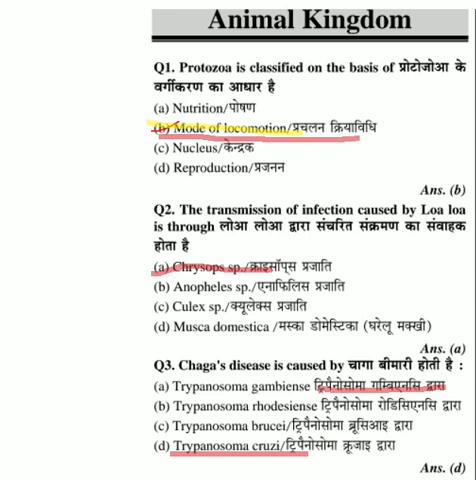 Animal Kingdom
Q1. Protozoa is classified on the basis of प्रोटोजोआ के
वर्गीकरण का आधार है
(a) Nutrition/पोषण
(b) Mode of locomotion/प्रचलन क्रियाविधि
(c) Nucleus/केन्द्रक
(d) Reproduction/प्रजनन
Ans. (b)
Q2. The transmission of infection caused by Loa loa
is through लोआ लोआ द्वारा संचरित संक्रमण का संवाहक
होता है
(a) Chrysops sp./क्राइसॉप्स प्रजाति
(b) Anopheles sp./एनाफिलिस प्रजाति
(c) Culex sp./क्यूलेक्स प्रजाति
(d) Musca domestica /मस्का डोमेस्टिका (घरेलू मक्खी)
Ans. (a)
Q3. Chaga's disease is caused by चागा बीमारी होती है :
(a) Trypanosoma gambiense ट्रिपैनोसोमा गम्बिएनसि द्वारा
(b) Trypanosoma rhodesiense ट्रिपैनोसोमा रोडिसिएनसि द्वारा
(c) Trypanosoma brucei/ट्रिपैनोसोमा ब्रूसिआइ द्वारा
(d) Trypanosoma cruzi/ट्रिपैनोसोमा क्रूजाइ द्वारा
Ans. (d)